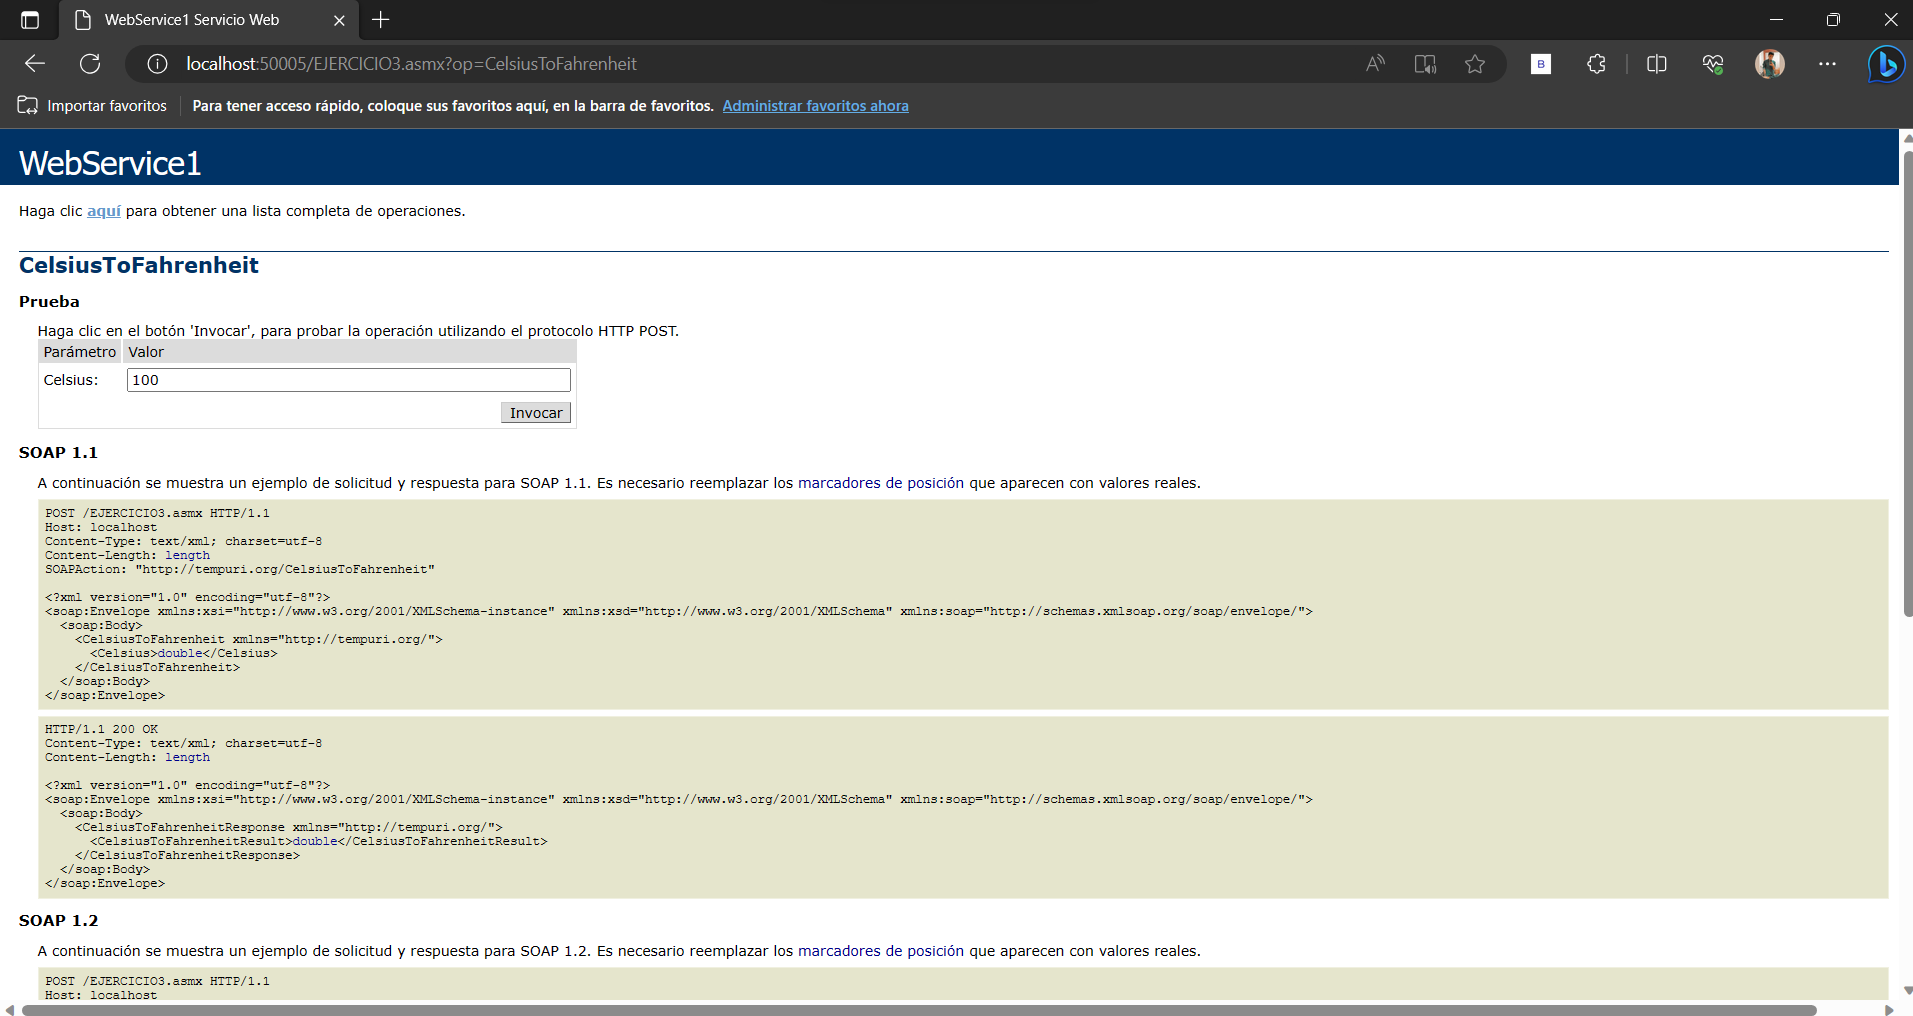 WebService1 Servicio Web
localhost:50005/EJERCICIO3.asmx?op=CelsiusToFahrenheit
A
B
Importar favoritos
Para tener acceso rápido, coloque sus favoritos aquí, en la barra de favoritos. Administrar favoritos ahora
WebService1
Haga clic aquí para obtener una lista completa de operaciones.
CelsiusToFahrenheit
Prueba
Haga clic en el botón 'Invocar', para probar la operación utilizando el protocolo HTTP POST.
Parámetro Valor
Celsius: 100
Invocar
SOAP 1.1
A continuación se muestra un ejemplo de solicitud y respuesta para SOAP 1.1. Es necesario reemplazar los marcadores de posición que aparecen con valores reales.
POST /EJERCICIO3.asmx HTTP/1.1
Host: localhost
Content-Type: text/xml; charset=utf-8
Content-Length: length
SOAPAction: "http://tempuri.org/CelsiusToFahrenheit"
<?xml version="1.0" encoding="utf-8"?>
<soap:Envelope xmlns:xsi="http://www.w3.org/2001/XMLSchema-instance" xmlns:xsd="http://www.w3.org/2001/XMLSchema" xmlns:soap="http://schemas.xmlsoap.org/soap/envelope/">
<soap:Body>
<CelsiusToFahrenheit xmlns="http://tempuri.org/">
<Celsius>double</Celsius>
</CelsiusToFahrenheit>
</soap:Body>
</soap:Envelope>
HTTP/1.1 200 OK
Content-Type: text/xml; charset=utf-8
Content-Length: length
<?xml version="1.0" encoding="utf-8"?>
<soap:Envelope xmlns:xsi="http://www.w3.org/2001/XMLSchema-instance" xmlns:xsd="http://www.w3.org/2001/XMLSchema" xmlns:soap="http://schemas.xmlsoap.org/soap/envelope/">
<soap:Body>
<CelsiusToFahrenheitResponse xmlns="http://tempuri.org/">
<CelsiusToFahrenheitResult>double</CelsiusToFahrenheitResult>
</CelsiusToFahrenheitResponse>
</soap:Body>
</soap:Envelope>
SOAP 1.2
A continuación se muestra un ejemplo de solicitud y respuesta para SOAP 1.2. Es necesario reemplazar los marcadores de posición que aparecen con valores reales.
POST /EJERCICIO3.asmx HTTP/1.1
Host: localhost